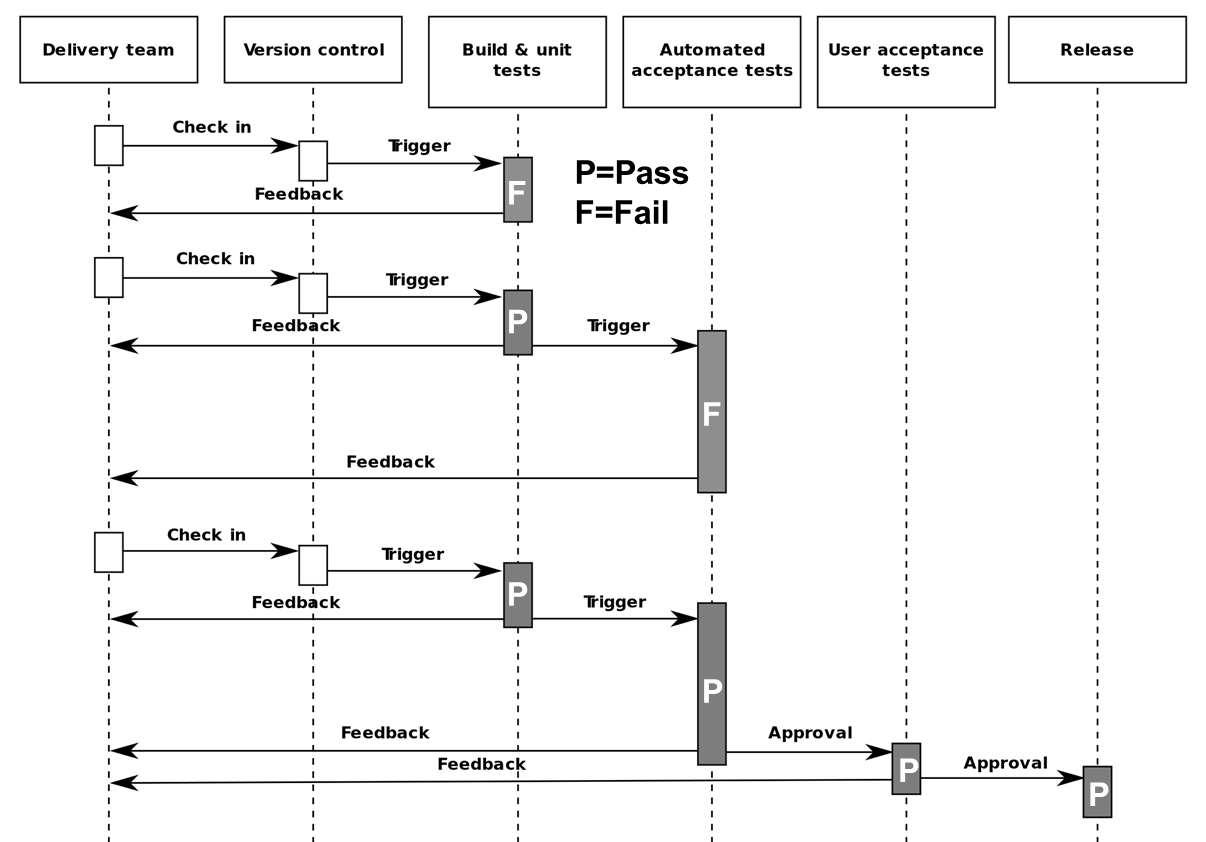 Delivery team
Version control
Build & unit
tests
Automated
acceptance tests
User acceptance
tests
Release
Check in
Trigger
P=Pass
F=Fail
F
Feedback
Check in
Trigger
P
Feedback
Trigger
F
Feedback
Check in
Trigger
P
Feedback
Trigger
P
Feedback
Approval
P
Feedback
Approval
P